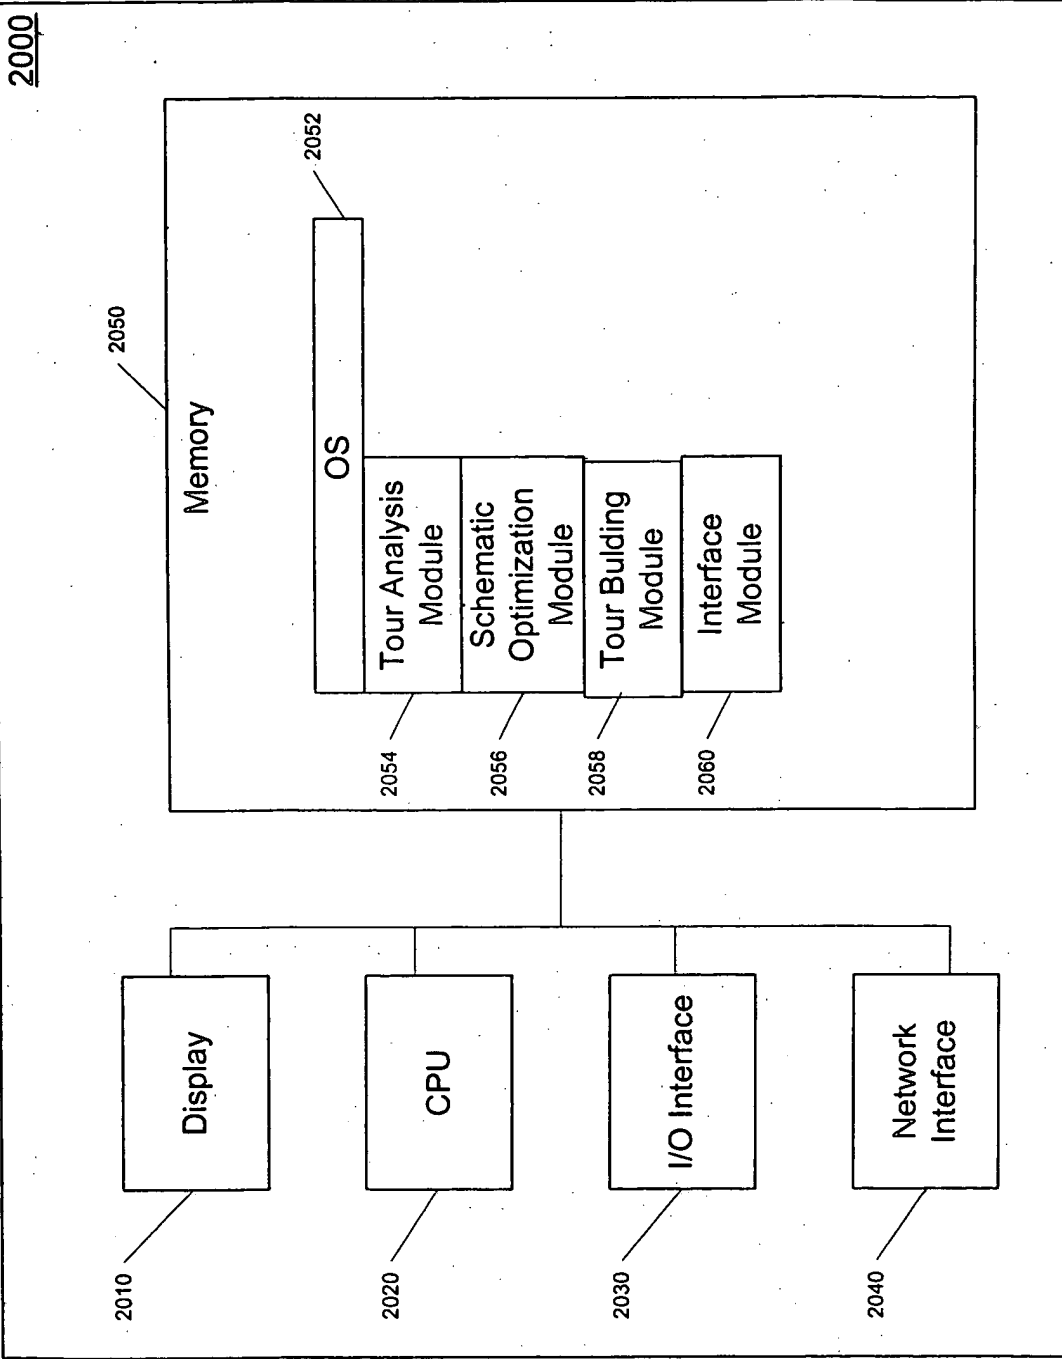 2000
2050
Memory
2052
OS
Tour Analysis
Module
2054
Schematic
Optimization
Module
2056
Tour Bulding
Module
2058
Interface
Module
2060
Display
2010
CPU
2020
I/O Interface
2030
Network
Interface
2040